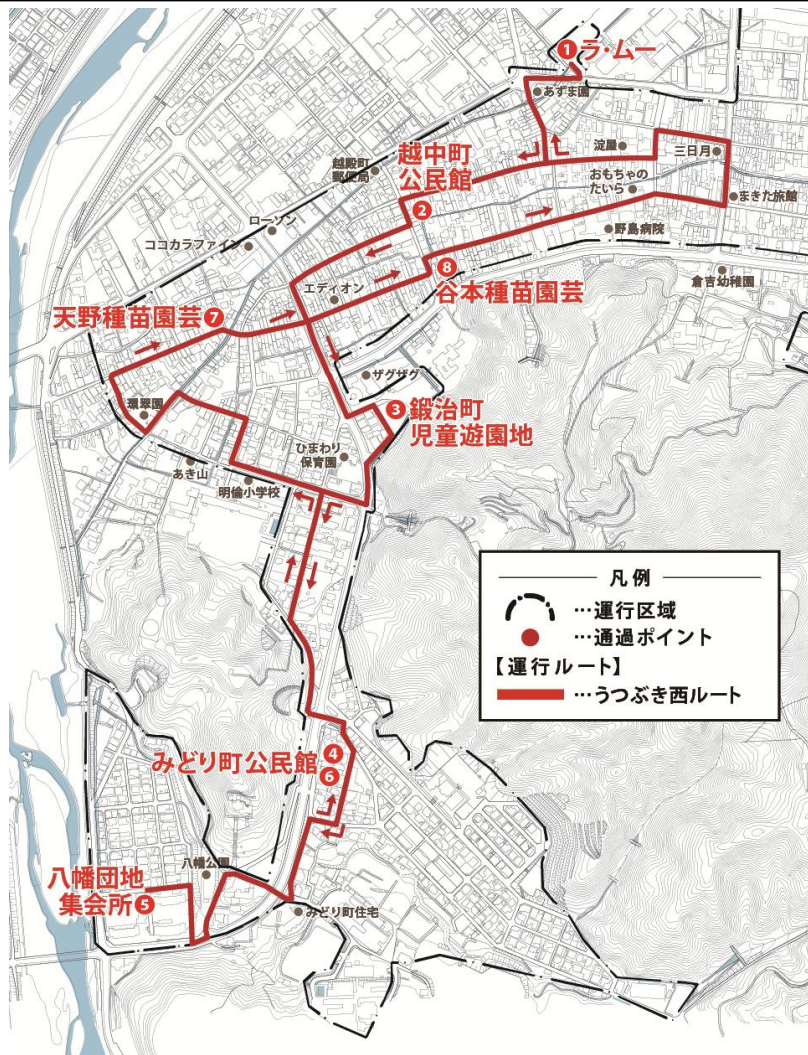 ❶ラ・ムー
あずま園
淀屋
三日月
越殿町
郵便局
越中町
公民館
❷
おもちゃの
たいら
まきた旅館
ローソン
ココカラファイン
野島病院
❽
谷本種苗園芸
倉吉幼稚園
エディオン
天野種苗園芸❼
ザグザグ
環翠園
❸鍛治町
児童遊園地
ひまわり
保育園
あき山
明倫小学校
凡例
…運行区域
…通過ポイント
【運行ルート】
…うつぶき西ルート
みどり町公民館❹
❻
八幡公園
八幡団地
集会所❺
みどり町住宅